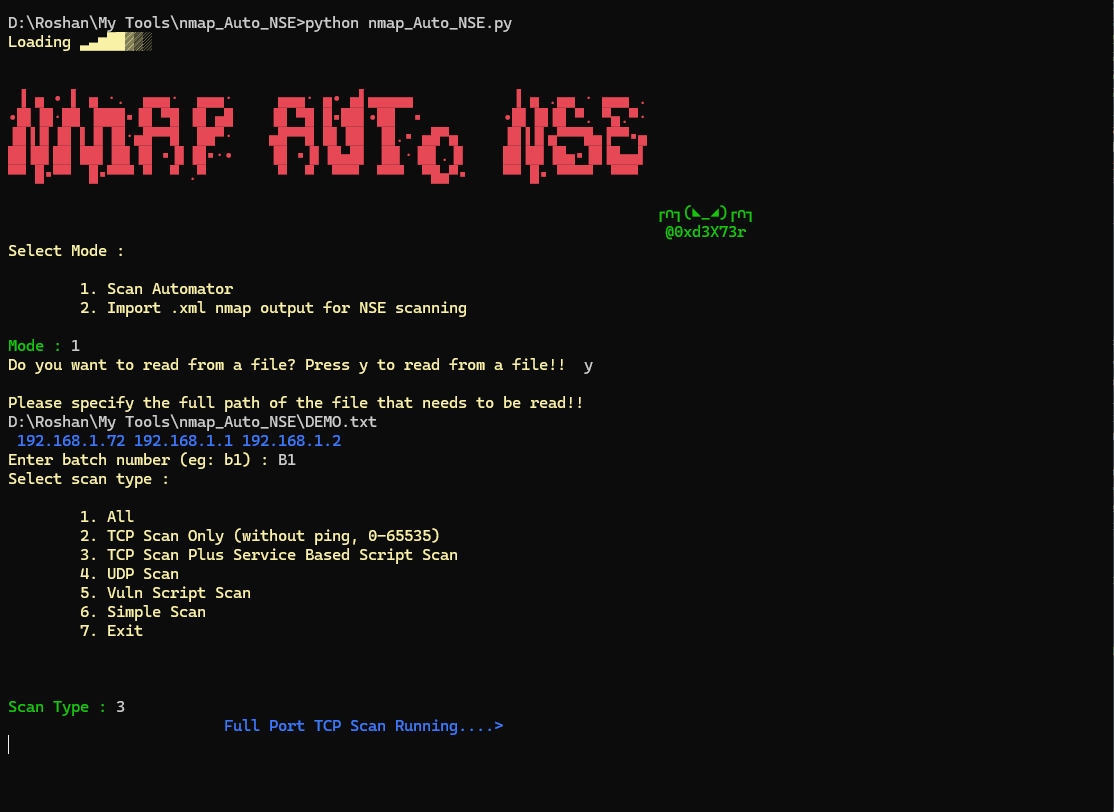 D:\Roshan\My Tools\nmap_Auto_NSE>python nmap_Auto_NSE.py
Loading
NMAP AUTo NSE
@0xd3X73r
Select Mode :
1. Scan Automator
2. Import .xml nmap output for NSE scanning
Mode : 1
Do you want to read from a file? Press y to read from a file!!  y
Please specify the full path of the file that needs to be read!!
D:\Roshan\My Tools\nmap_Auto_NSE\DEMO.txt
192.168.1.72 192.168.1.1 192.168.1.2
Enter batch number (eg: b1) : B1
Select scan type :
1. All
2. TCP Scan Only (without ping, 0-65535)
3. TCP Scan Plus Service Based Script Scan
4. UDP Scan
5. Vuln Script Scan
6. Simple Scan
7. Exit
Scan Type : 3
Full Port TCP Scan Running....>